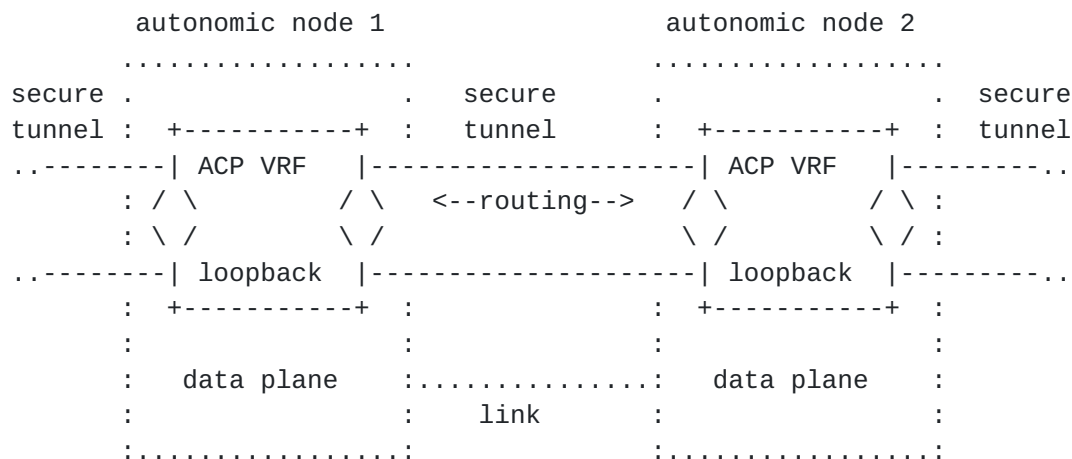 autonomic node 1                  autonomic node 2
secure                secure                secure
tunnel                tunnel                tunnel
ACP VRF                ACP VRF
<--routing-->
loopback                loopback
data plane                data plane
link